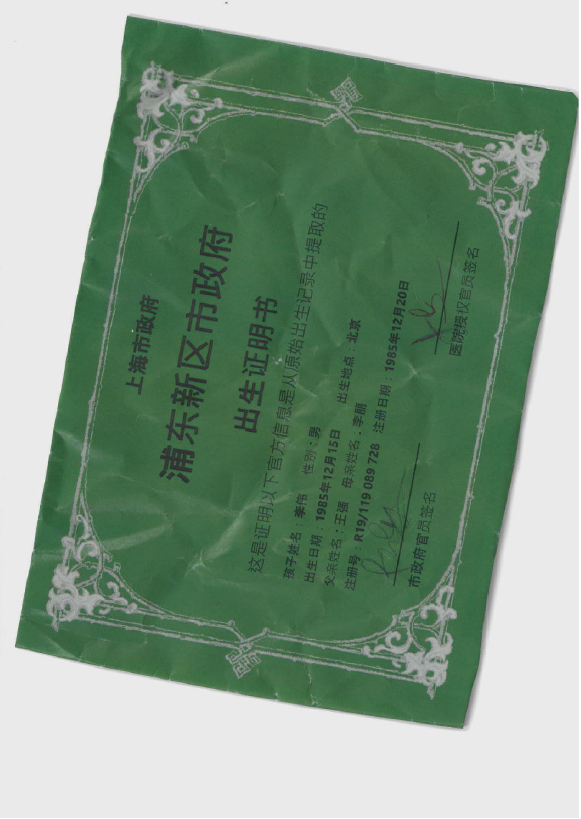 上海市政府
浦东新区市政府
出生证明书
这是证明以下官方信息是从原始出生记录中提取的
孩子姓名：李伟 性别：男
出生日期：1985年12月15日 出生地点：北京
父亲姓名：王强 母亲姓名：李丽
注册号 R19/119 089 728 注册日期：1985年12月20日
市政府官员签名 医院授权官员签名